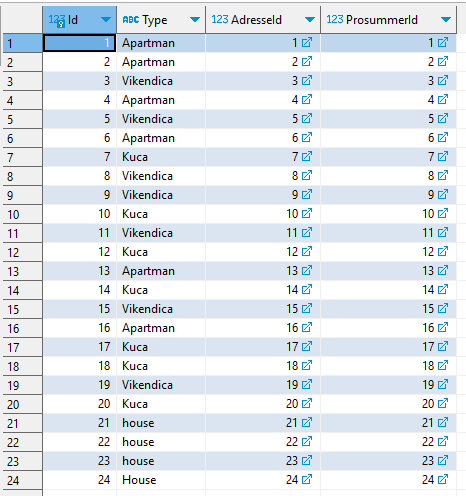 123 Id ABC Type 123 AdresseId 123 ProsummerId
1 1 Apartman 1 1
2 2 Apartman 2 2
3 3 Vikendica 3 3
4 4 Apartman 4 4
5 5 Vikendica 5 5
6 6 Apartman 6 6
7 7 Kuca 7 7
8 8 Vikendica 8 8
9 9 Vikendica 9 9
10 10 Kuca 10 10
11 11 Vikendica 11 11
12 12 Kuca 12 12
13 13 Apartman 13 13
14 14 Kuca 14 14
15 15 Vikendica 15 15
16 16 Apartman 16 16
17 17 Kuca 17 17
18 18 Kuca 18 18
19 19 Vikendica 19 19
20 20 Kuca 20 20
21 21 house 21 21
22 22 house 22 22
23 23 house 23 23
24 24 House 24 24